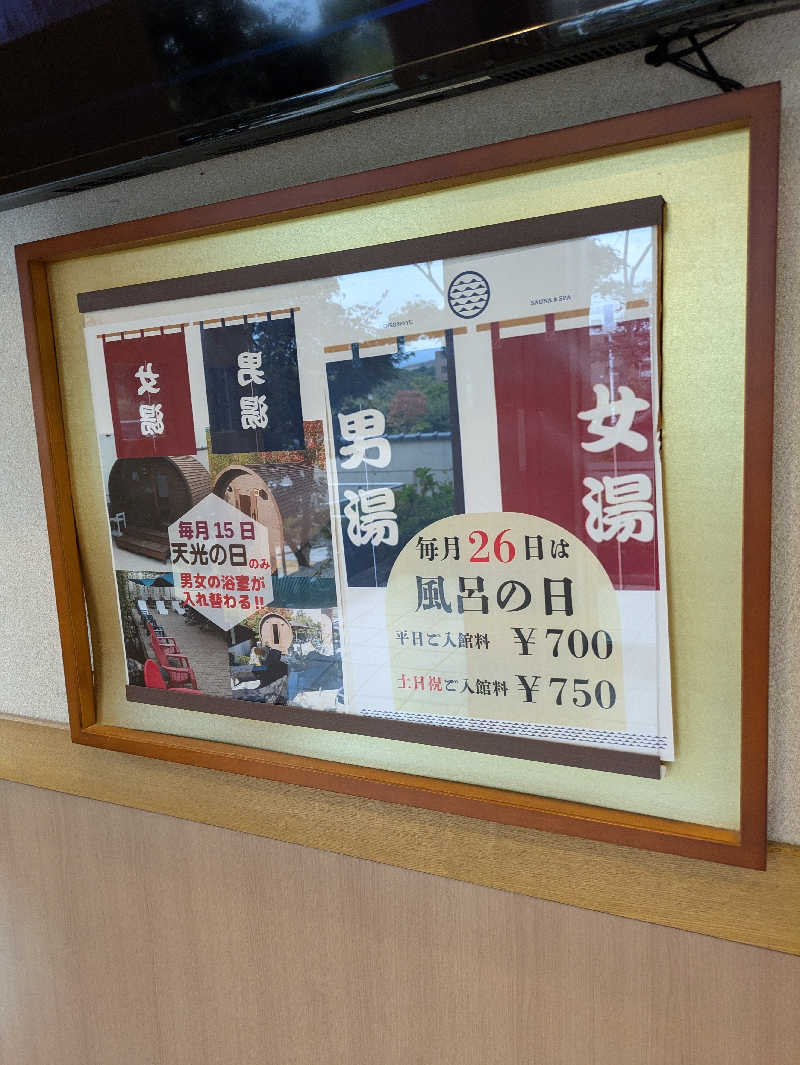 女湯
男湯
毎月15日
天光の日のみ
男女の浴室が
入れ替わる!!
SAUNA & SPA
男湯
女湯
毎月26日は
風呂の日
平日ご入館料 ¥700
土日祝ご入館料 ¥750